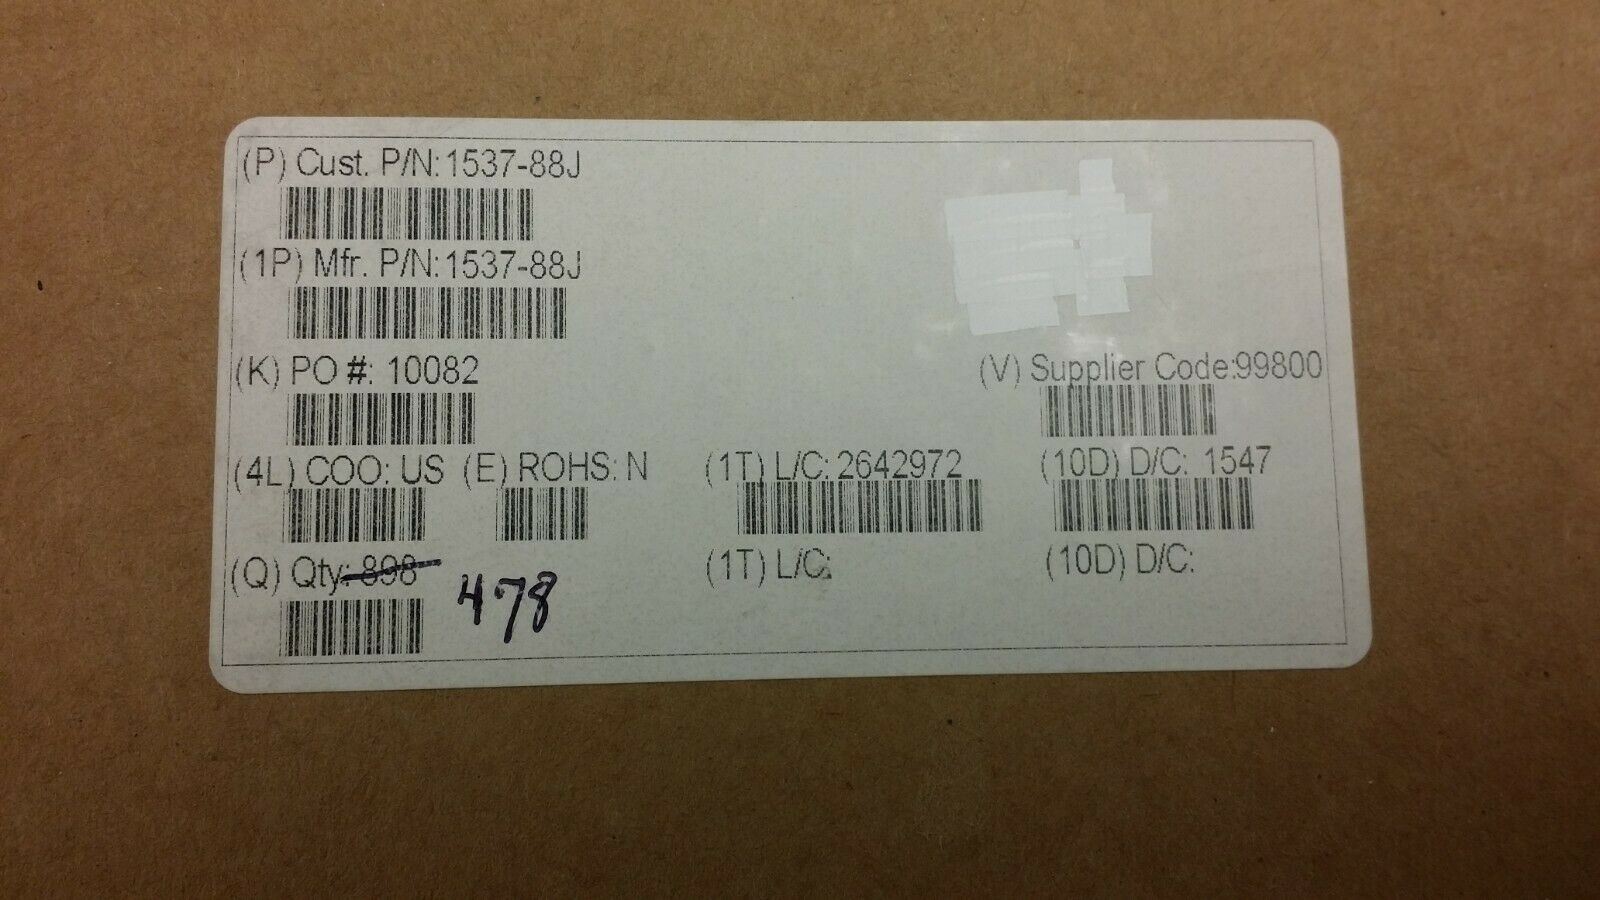 (P) Cust. P/N:1537-88J
(1P) Mfr. P/N:1537-88J
(K) PO #: 10082
(V) Supplier Code:99800
(4L) COO: US (E) ROHS: N (1T) L/C: 2642972 (10D) D/C: 1547
(Q) Qty: 898 478 (1T) L/C: (10D) D/C: